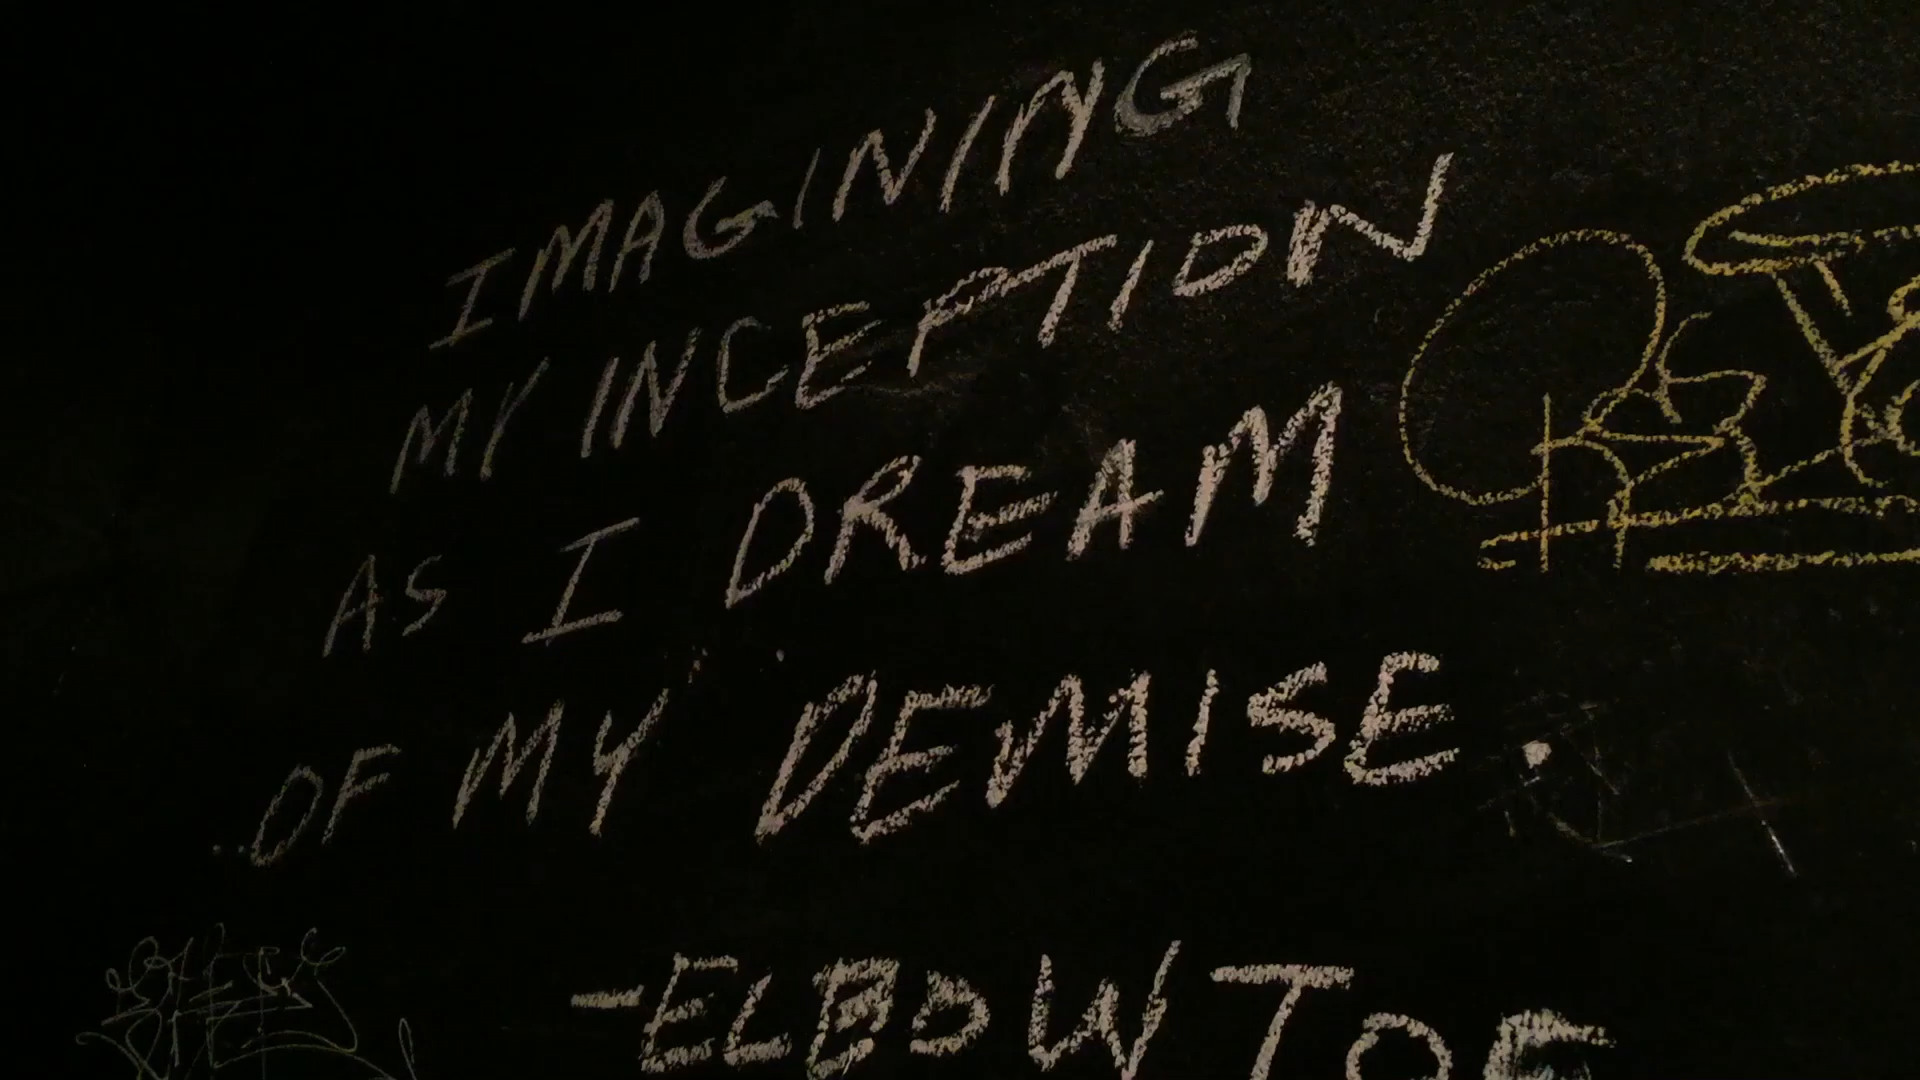 IMAGINING
MY INCEPTION
AS I DREAM
..OF MY DEMISE.
-ELBOW TOE